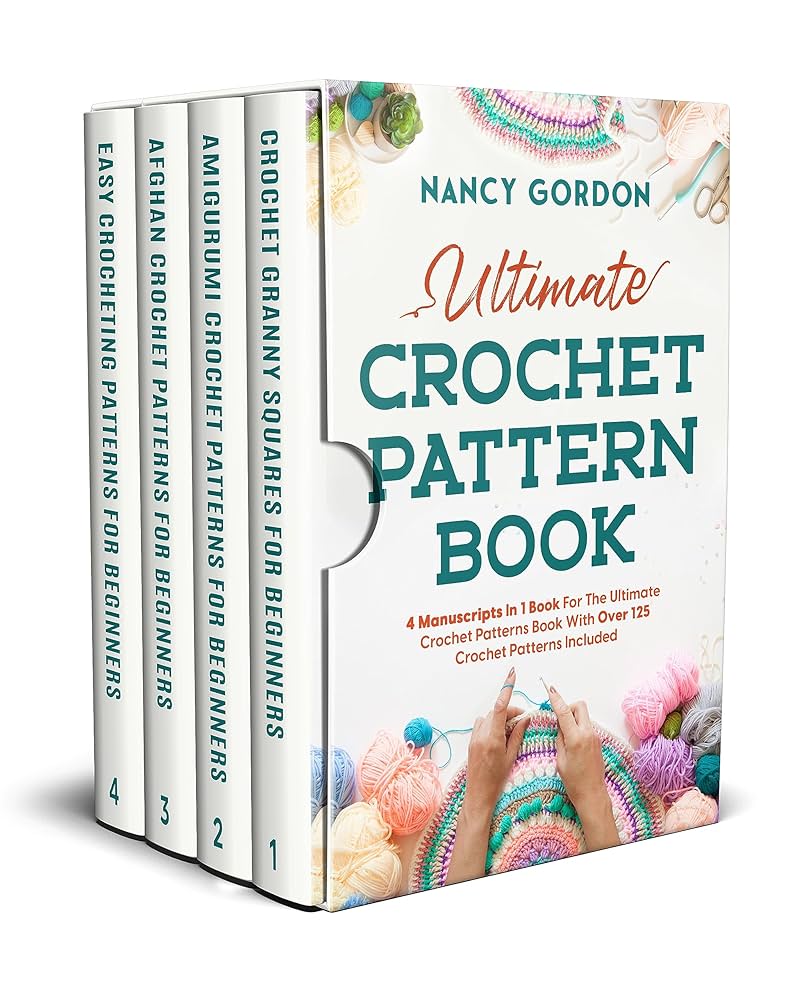 EASY CROCHETING PATTERNS FOR BEGINNERS
4
AFGHAN CROCHET PATTERNS FOR BEGINNERS
3
AMIGURUMI CROCHET PATTERNS FOR BEGINNERS
2
CROCHET GRANNY SQUARES FOR BEGINNERS
1
NANCY GORDON
Ultimate
CROCHET
PATTERN
BOOK
4 Manuscripts In 1 Book For The Ultimate
Crochet Patterns Book With Over 125
Crochet Patterns Included